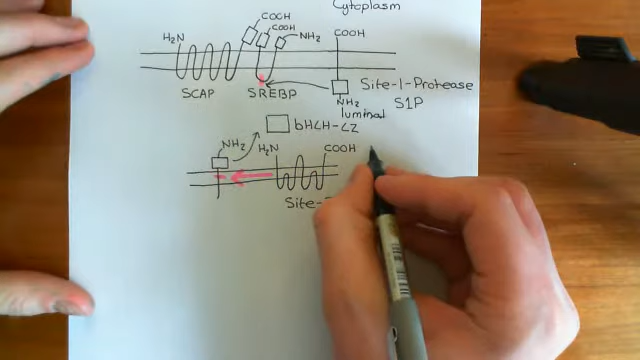 Cytoplasm
COOH
H2N COOH NH2 COOH
SCAP SREBP Site-1-Protease
NH2 S1P
luminal
bHLH-LZ
NH2 H2N COOH